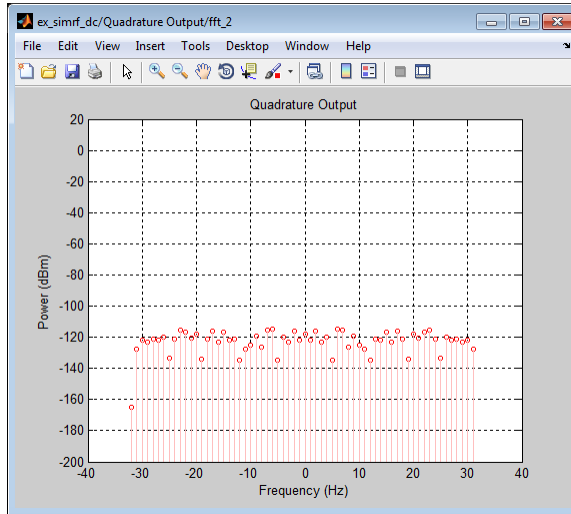 ex_simrf_dc/Quadrature Output/fft_2
File Edit View Insert Tools Desktop Window Help
Quadrature Output
20
0
-20
-40
-60
-80
-100
-120
-140
-160
-180
-200
Power (dBm)
-40 -30 -20 -10 0 10 20 30 40
Frequency (Hz)